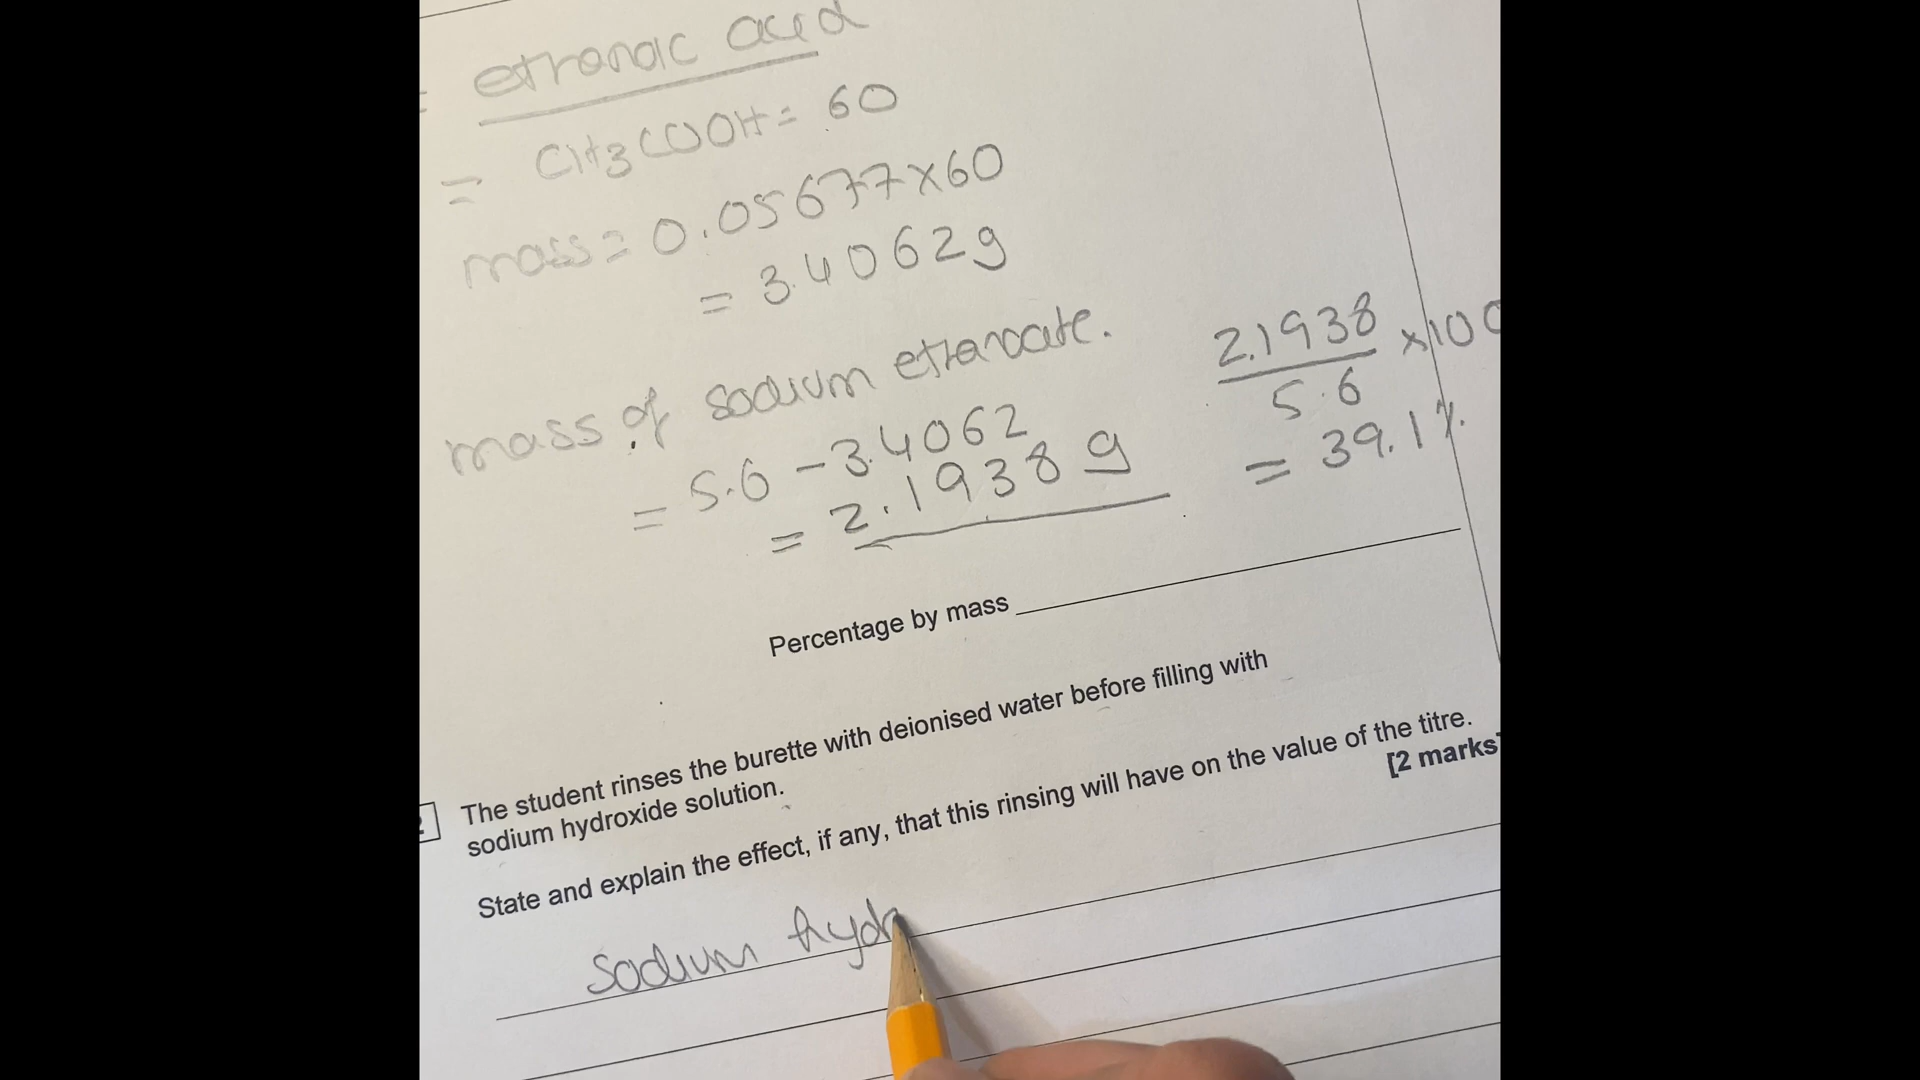 = ethanoic acid
= CH3COOH = 60
mass = 0.05677×60
= 3.4062g
mass of sodium ethanoate.
= 5.6 - 3.4062
= 2.1938g
2.1938 ×100
5.6
= 39.1%
Percentage by mass
The student rinses the burette with deionised water before filling with
sodium hydroxide solution.
State and explain the effect, if any, that this rinsing will have on the value of the titre.
[2 marks
Sodium hyd